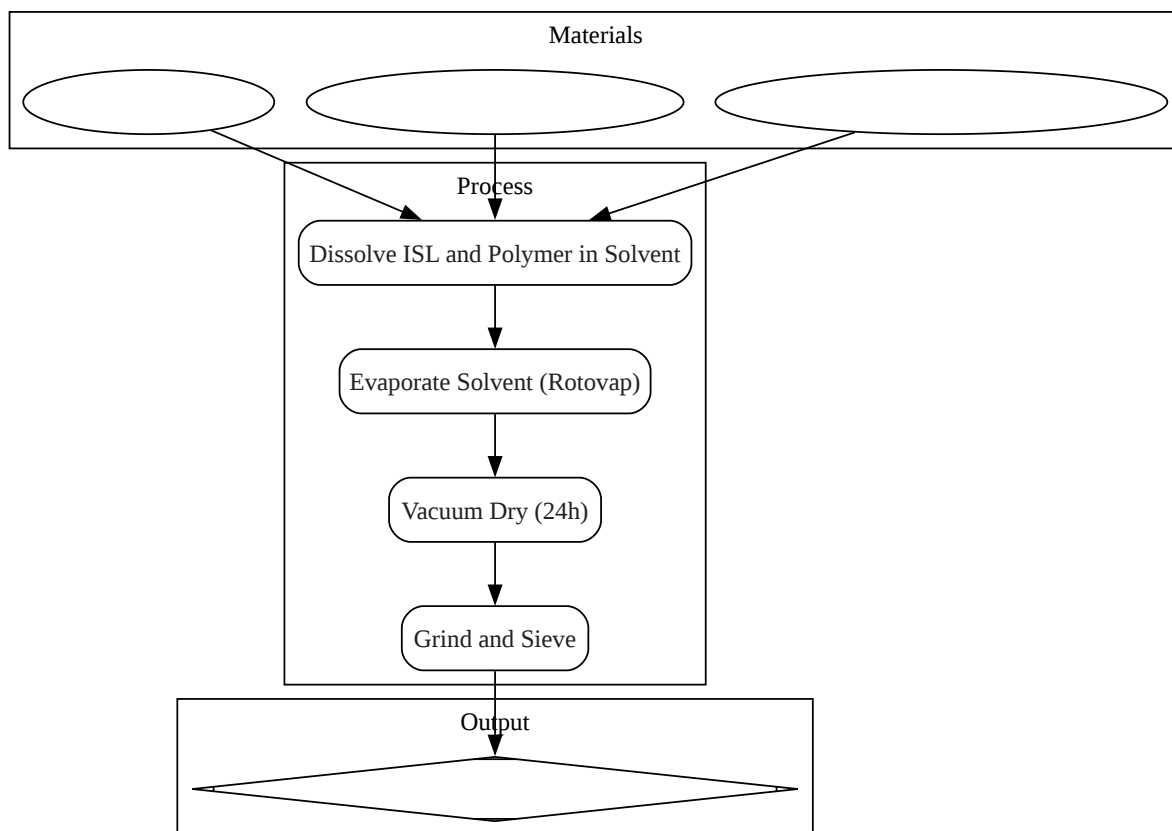 Materials
Process
Dissolve ISL and Polymer in Solvent
Evaporate Solvent (Rotovap)
Vacuum Dry (24h)
Grind and Sieve
Output